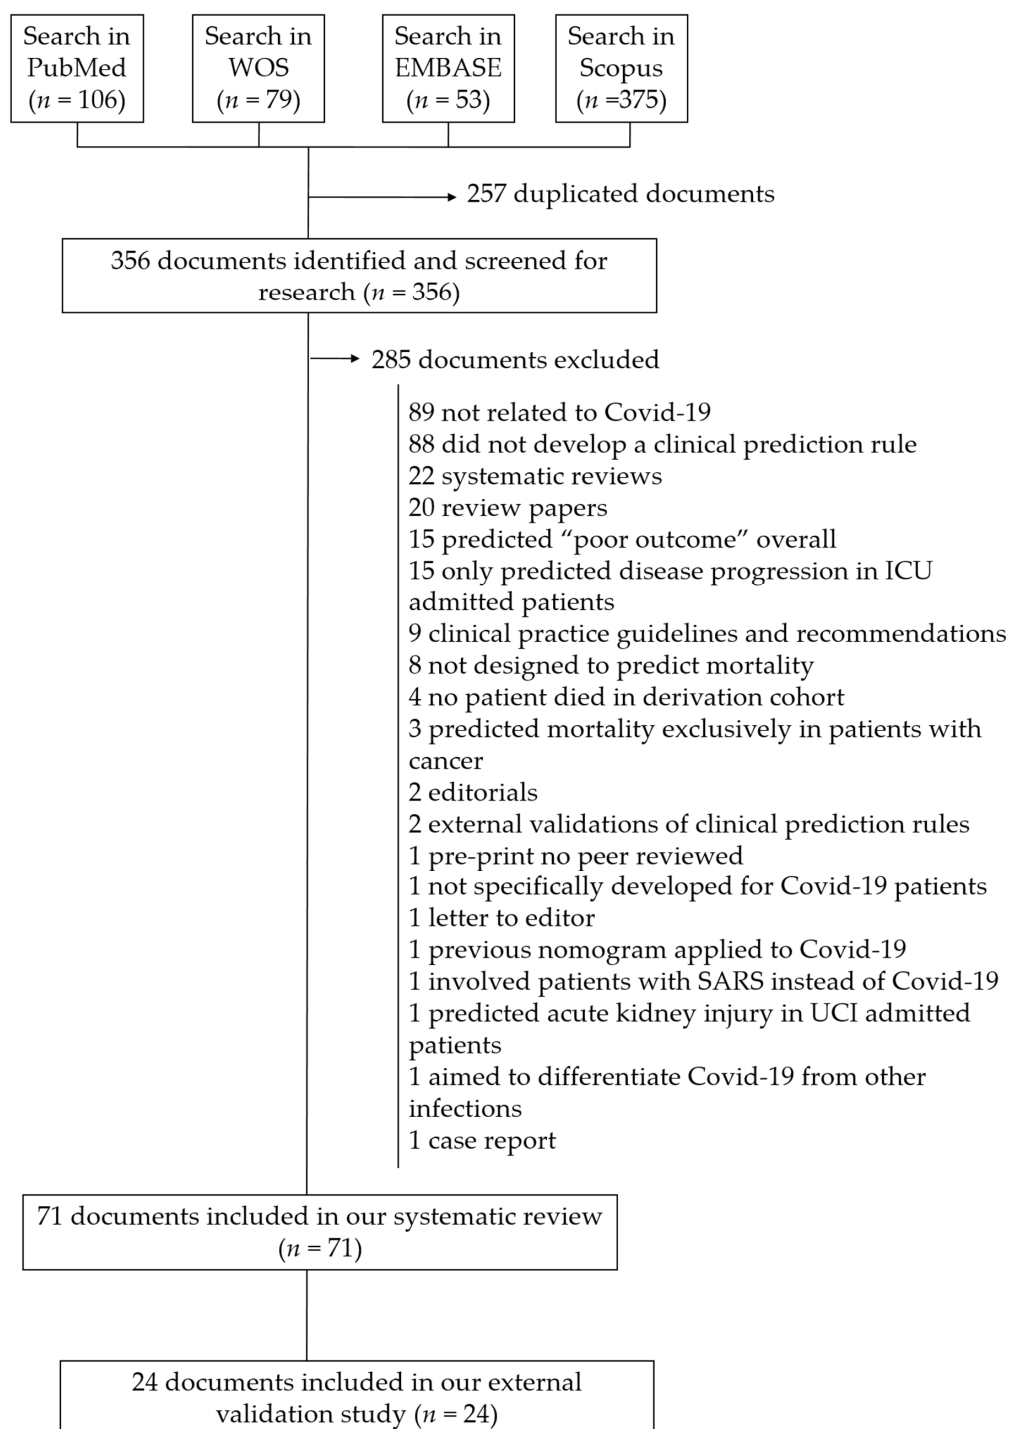 Search in
PubMed
(n = 106)
Search in
WOS
(n = 79)
Search in
EMBASE
(n = 53)
Search in
Scopus
(n =375)
257 duplicated documents
356 documents identified and screened for
research (n = 356)
285 documents excluded
89 not related to Covid-19
88 did not develop a clinical prediction rule
22 systematic reviews
20 review papers
15 predicted “poor outcome” overall
15 only predicted disease progression in ICU
admitted patients
9 clinical practice guidelines and recommendations
8 not designed to predict mortality
4 no patient died in derivation cohort
3 predicted mortality exclusively in patients with
cancer
2 editorials
2 external validations of clinical prediction rules
1 pre-print no peer reviewed
1 not specifically developed for Covid-19 patients
1 letter to editor
1 previous nomogram applied to Covid-19
1 involved patients with SARS instead of Covid-19
1 predicted acute kidney injury in UCI admitted
patients
1 aimed to differentiate Covid-19 from other
infections
1 case report
71 documents included in our systematic review
(n = 71)
24 documents included in our external
validation study (n = 24)